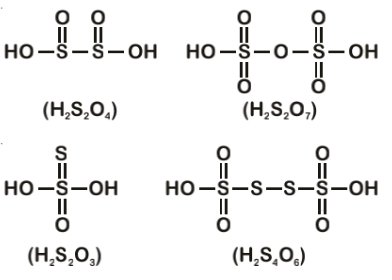 O O
HO–S–S–OH
(H₂S₂O₄)
O O
HO–S–O–S–OH
O O
(H₂S₂O₇)
S
HO–S–OH
O
(H₂S₂O₃)
O O
HO–S–S–S–S–OH
O O
(H₂S₄O₆)